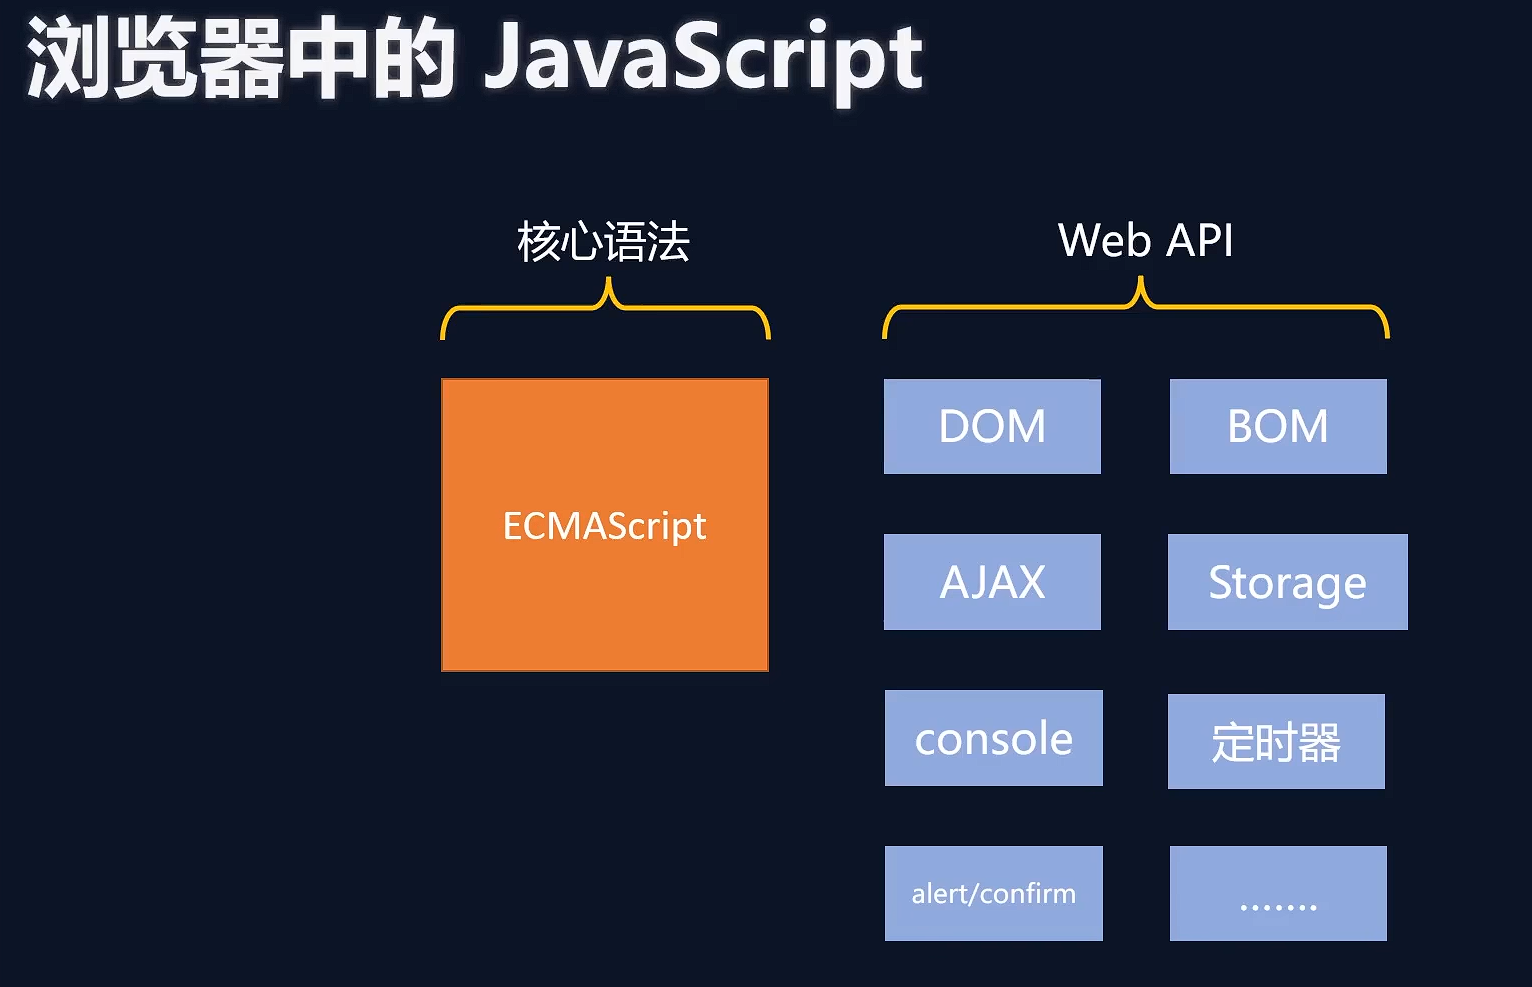 浏览器中的 JavaScript
核心语法
Web API
ECMAScript
DOM
BOM
AJAX
Storage
console
定时器
alert/confirm
.......